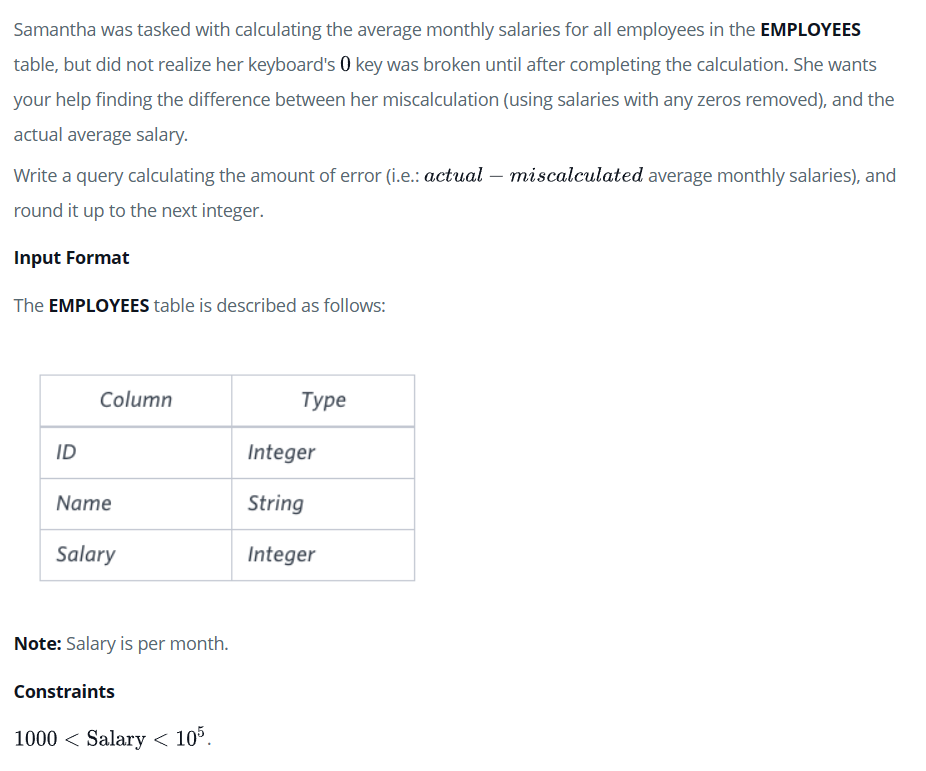 Samantha was tasked with calculating the average monthly salaries for all employees in the EMPLOYEES
table, but did not realize her keyboard's 0 key was broken until after completing the calculation. She wants
your help finding the difference between her miscalculation (using salaries with any zeros removed), and the
actual average salary.
Write a query calculating the amount of error (i.e.: actual − miscalculated average monthly salaries), and
round it up to the next integer.
Input Format
The EMPLOYEES table is described as follows:
Column Type
ID Integer
Name String
Salary Integer
Note: Salary is per month.
Constraints
1000 < Salary < 10⁵.